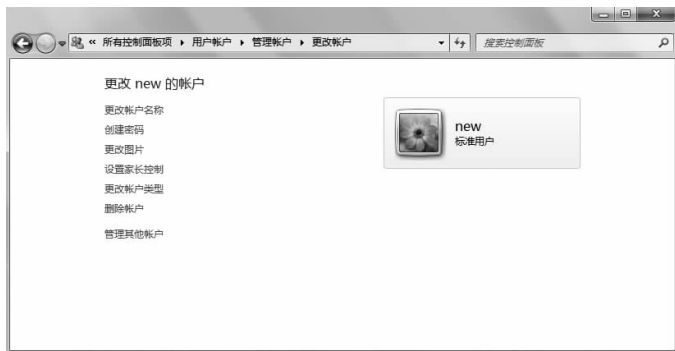 « 所有控制面板项 ▸ 用户帐户 ▸ 管理帐户 ▸ 更改帐户
搜索控制面板
更改 new 的帐户
更改帐户名称
创建密码
更改图片
设置家长控制
更改帐户类型
删除帐户
管理其他帐户
new
标准用户